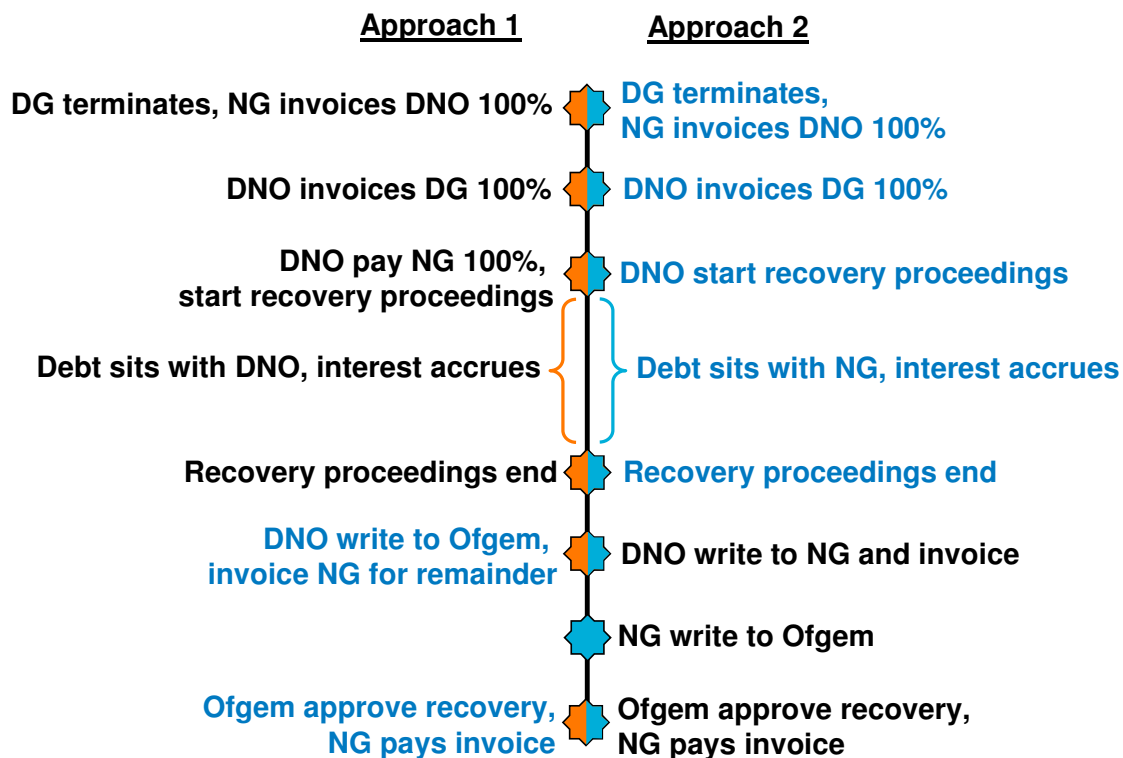 Approach 1
Approach 2
DG terminates, NG invoices DNO 100%
DG terminates,
NG invoices DNO 100%
DNO invoices DG 100%
DNO invoices DG 100%
DNO pay NG 100%,
start recovery proceedings
DNO start recovery proceedings
Debt sits with DNO, interest accrues
Debt sits with NG, interest accrues
Recovery proceedings end
Recovery proceedings end
DNO write to Ofgem,
invoice NG for remainder
DNO write to NG and invoice
NG write to Ofgem
Ofgem approve recovery,
NG pays invoice
Ofgem approve recovery,
NG pays invoice